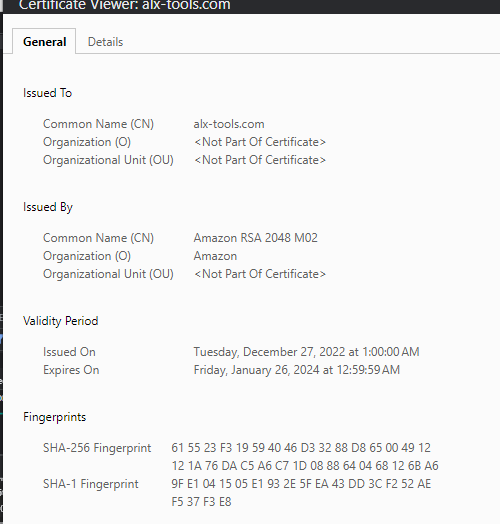 Certificate Viewer: alx-tools.com
General Details
Issued To
Common Name (CN) alx-tools.com
Organization (O) <Not Part Of Certificate>
Organizational Unit (OU) <Not Part Of Certificate>
Issued By
Common Name (CN) Amazon RSA 2048 M02
Organization (O) Amazon
Organizational Unit (OU) <Not Part Of Certificate>
Validity Period
Issued On Tuesday, December 27, 2022 at 1:00:00 AM
Expires On Friday, January 26, 2024 at 12:59:59 AM
Fingerprints
SHA-256 Fingerprint 61 55 23 F3 19 59 40 46 D3 32 88 D8 65 00 49 12
12 1A 76 DA C5 A6 C7 1D 08 88 64 04 68 12 6B A6
SHA-1 Fingerprint 9F E1 04 15 05 E1 93 2E 5F EA 43 DD 3C F2 52 AE
F5 37 F3 E8